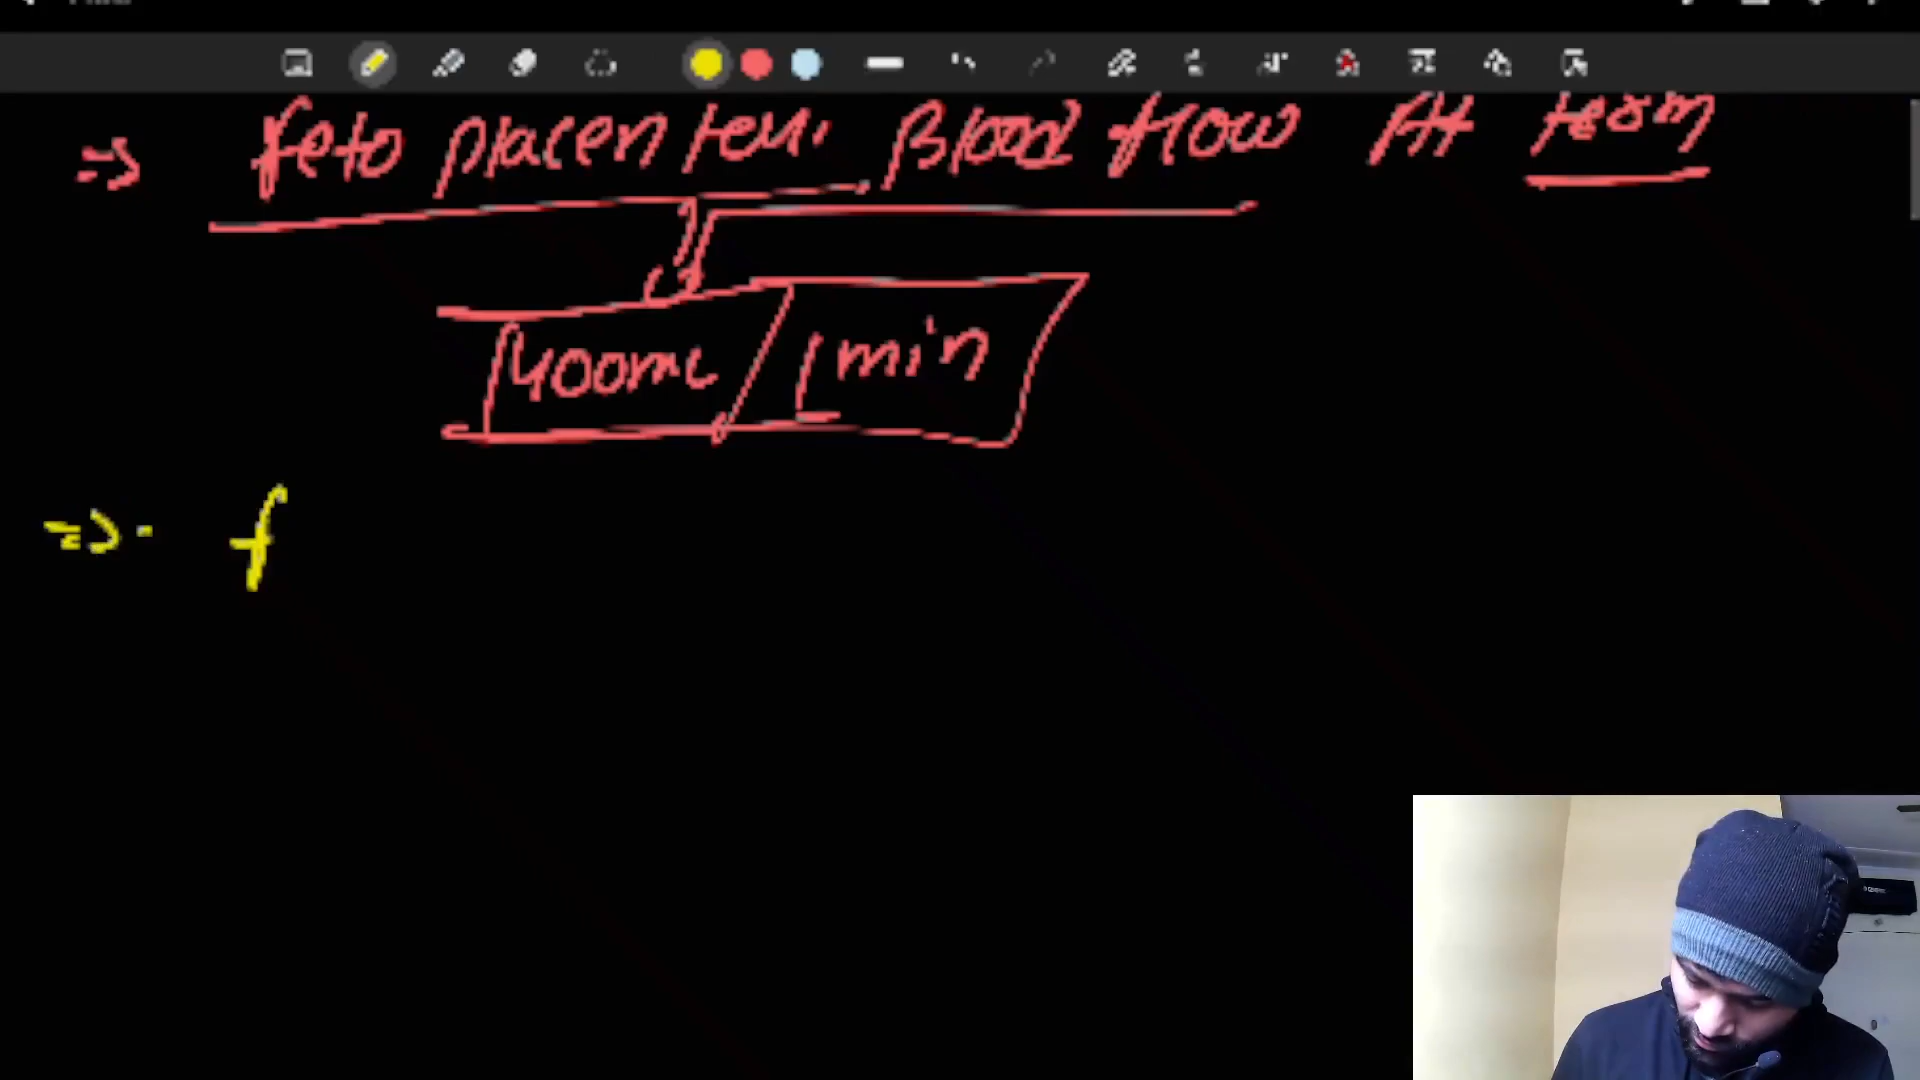 => feto placental Blood flow At term
400ml/1min
=> · f